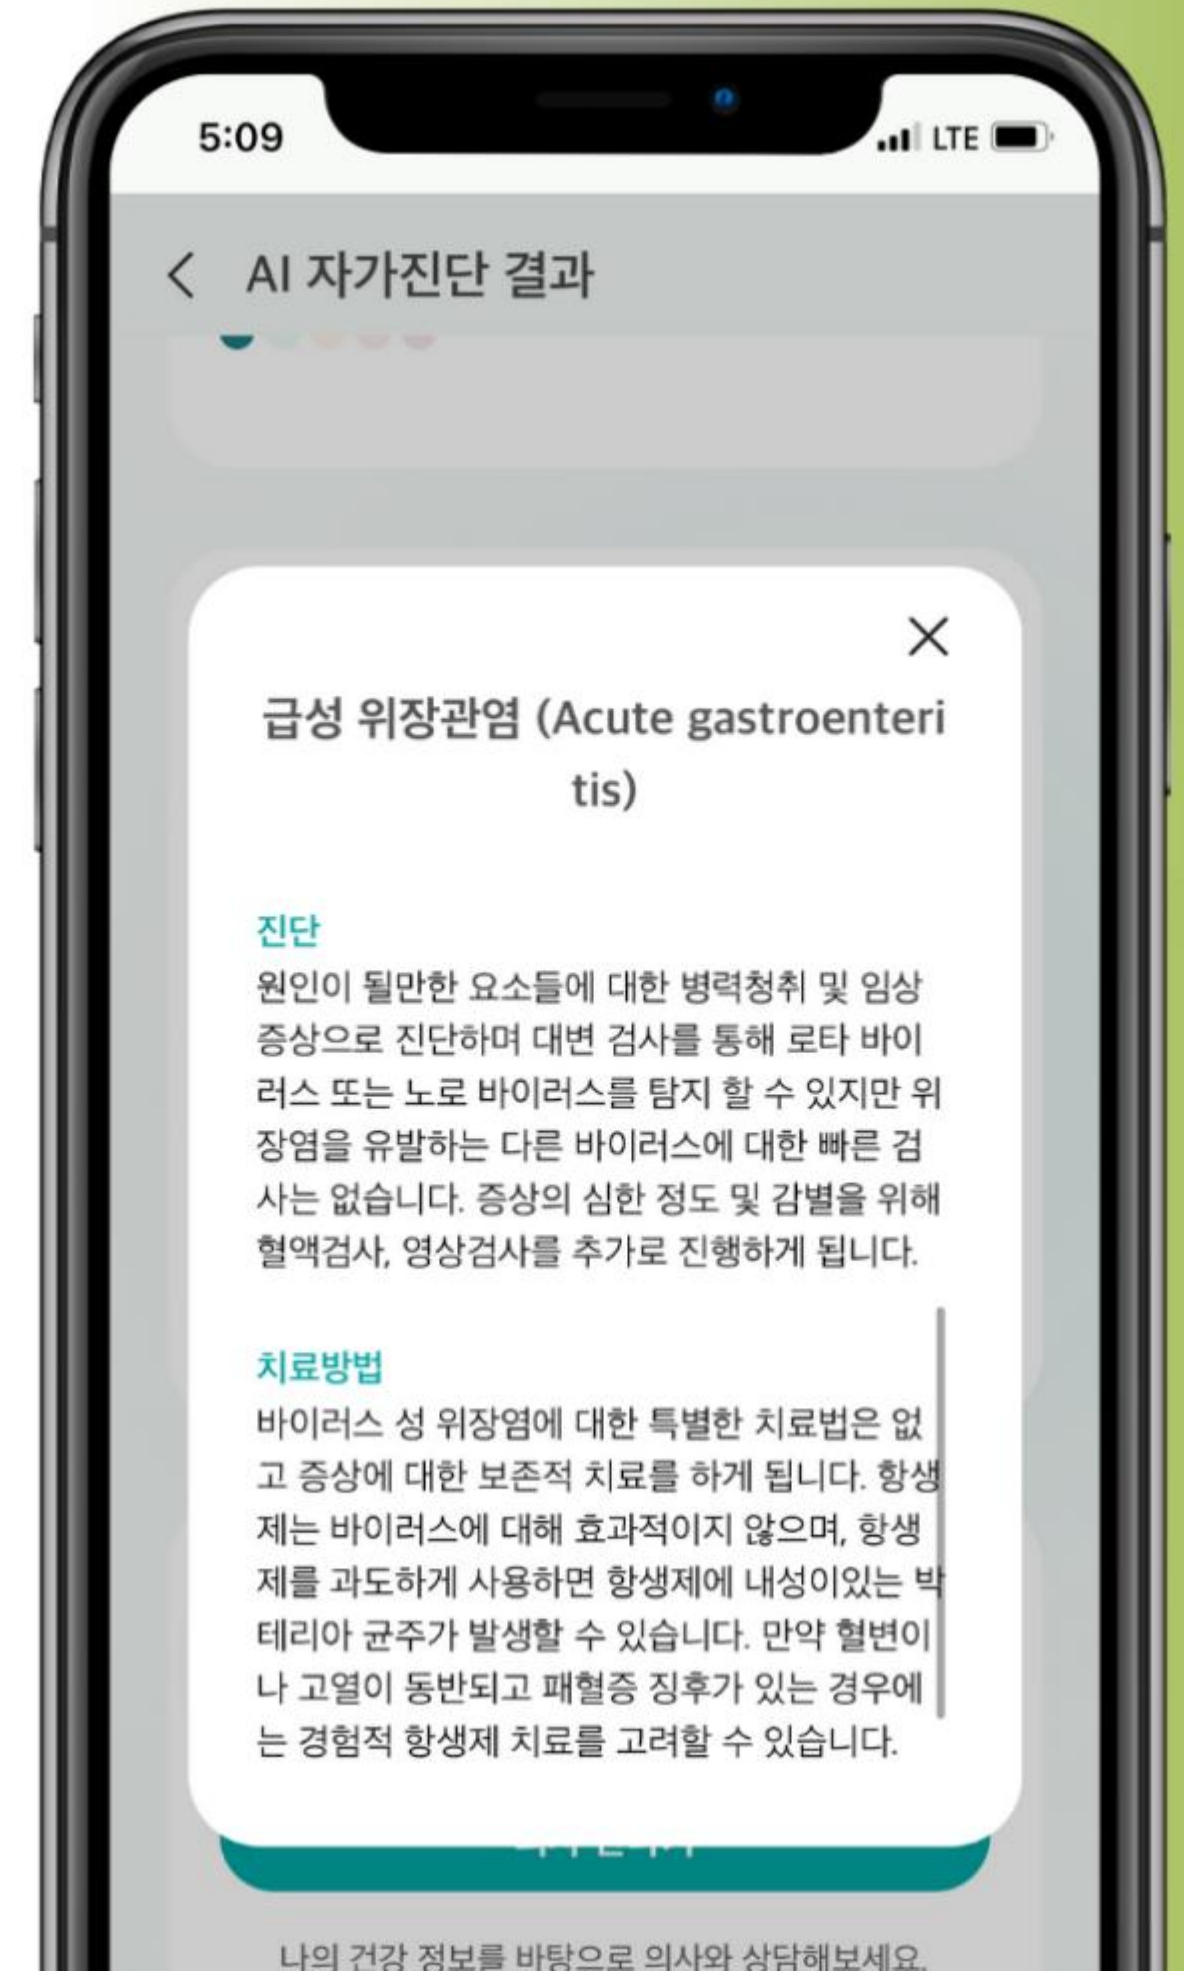 5:09
LTE
AI 자가진단 결과
급성 위장관염 (Acute gastroenteri
tis)
진단
원인이 될만한 요소들에 대한 병력청취 및 임상
증상으로 진단하며 대변 검사를 통해 로타 바이
러스 또는 노로 바이러스를 탐지 할 수 있지만 위
장염을 유발하는 다른 바이러스에 대한 빠른 검
사는 없습니다. 증상의 심한 정도 및 감별을 위해
혈액검사, 영상검사를 추가로 진행하게 됩니다.
치료방법
바이러스 성 위장염에 대한 특별한 치료법은 없
고 증상에 대한 보존적 치료를 하게 됩니다. 항생
제는 바이러스에 대해 효과적이지 않으며, 항생
제를 과도하게 사용하면 항생제에 내성이있는 박
테리아 균주가 발생할 수 있습니다. 만약 혈변이
나 고열이 동반되고 패혈증 징후가 있는 경우에
는 경험적 항생제 치료를 고려할 수 있습니다.
나의 건강 정보를 바탕으로 의사와 상담해보세요.